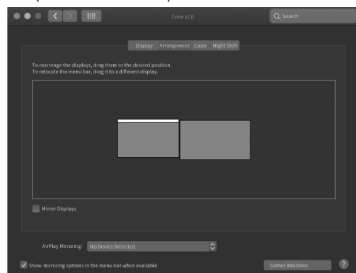 Color LCD
Search
Display Arrangement Color Night Shift
To rearrange the displays, drag them to the desired position.
To relocate the menu bar, drag it to a different display.
Mirror Displays
AirPlay Mirroring: No Device Detected
Show mirroring options in the menu bar when available
Gather Windows
?